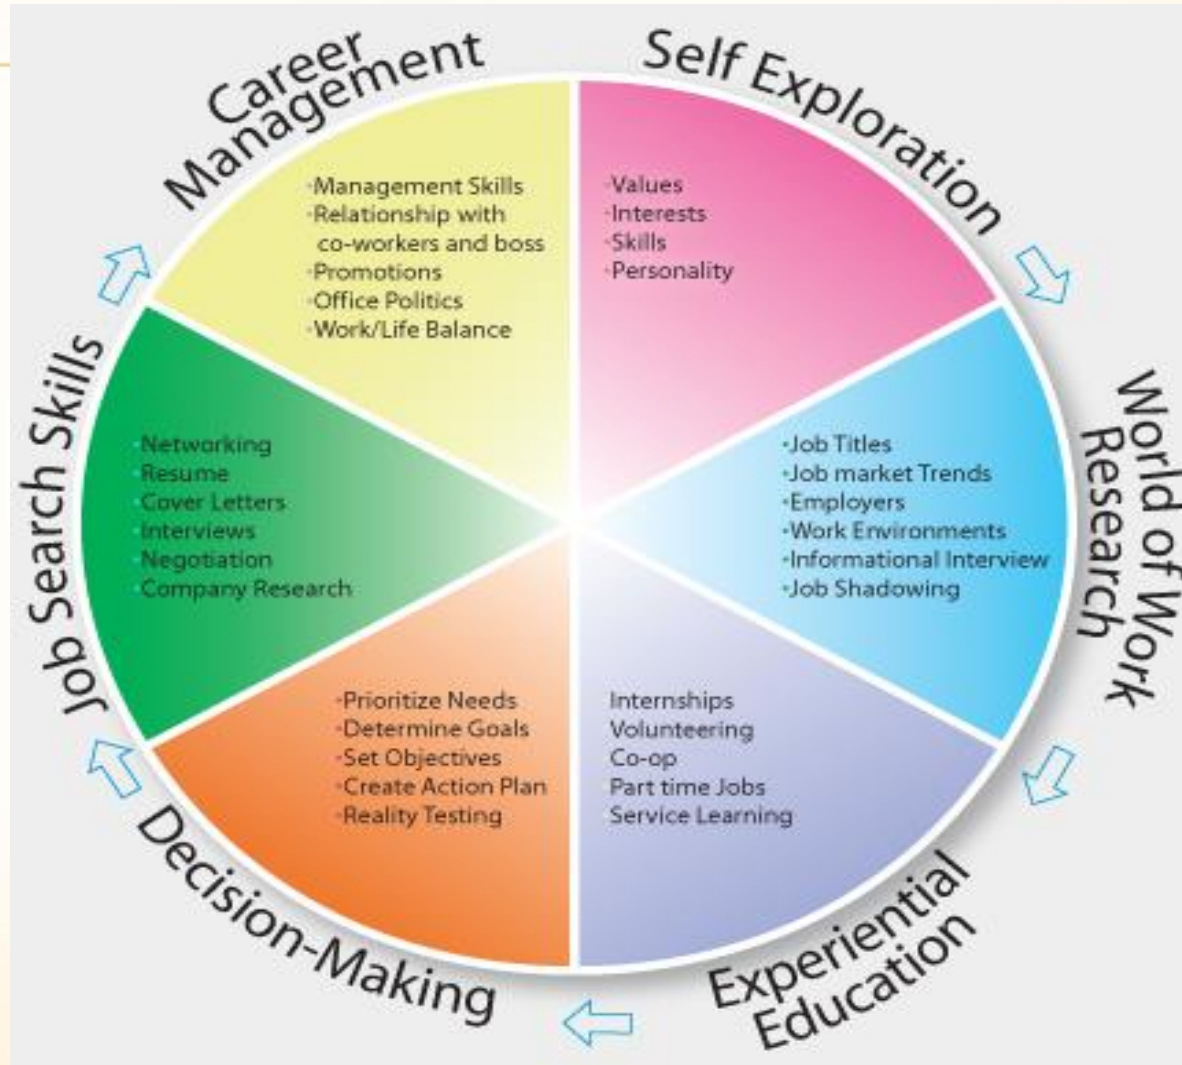 Self Exploration
·Values
·Interests
·Skills
·Personality
World of Work
Research
·Job Titles
·Job market Trends
·Employers
·Work Environments
·Informational Interview
·Job Shadowing
Experiential
Education
Internships
Volunteering
Co-op
Part time Jobs
Service Learning
Decision-Making
·Prioritize Needs
·Determine Goals
·Set Objectives
·Create Action Plan
·Reality Testing
Job Search Skills
·Networking
·Resume
·Cover Letters
·Interviews
·Negotiation
·Company Research
Career
Management
·Management Skills
·Relationship with
co-workers and boss
·Promotions
·Office Politics
·Work/Life Balance